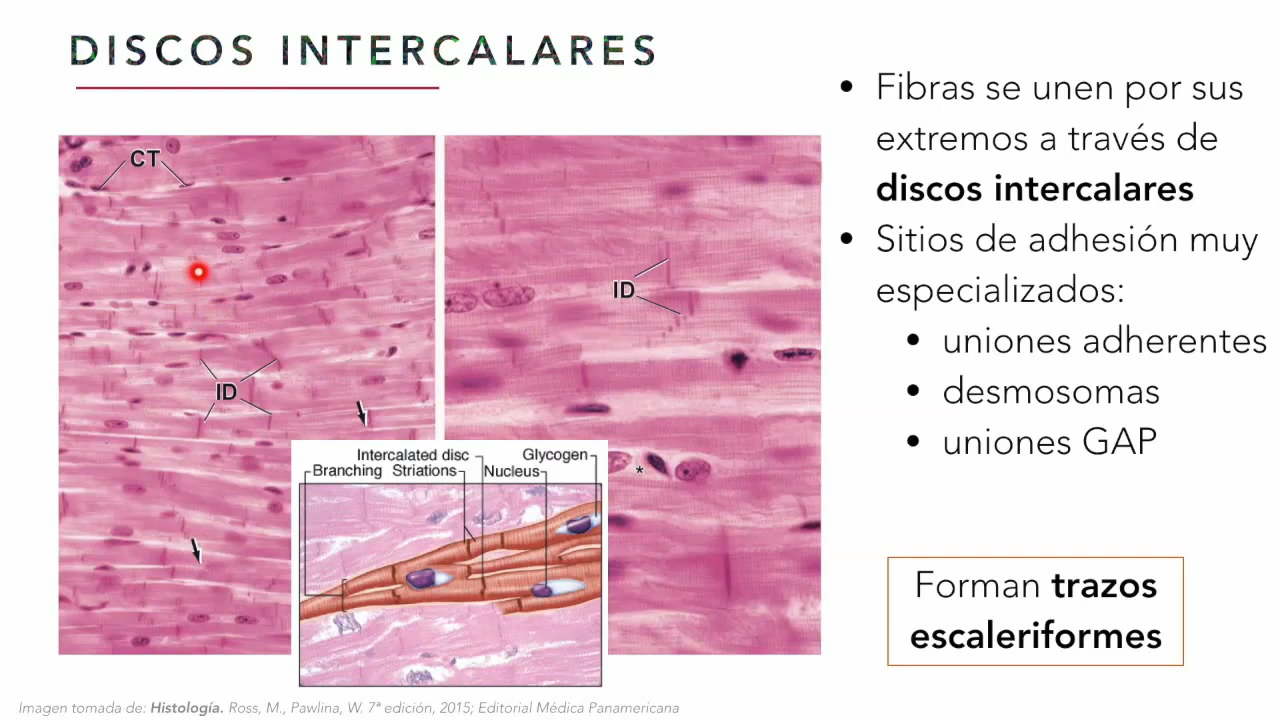 DISCOS INTERCALARES
CT
ID
ID
*
Intercalated disc
Glycogen
Branching
Striations
Nucleus
• Fibras se unen por sus
extremos a través de
discos intercalares
• Sitios de adhesión muy
especializados:
• uniones adherentes
• desmosomas
• uniones GAP
Forman trazos
escaleriformes
Imagen tomada de: Histología. Ross, M., Pawlina, W. 7ª edición, 2015; Editorial Médica Panamericana